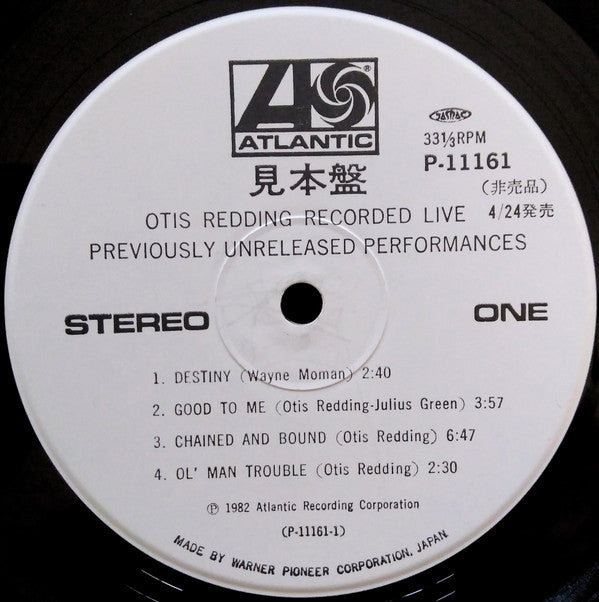 A
®
ATLANTIC
見本盤
JASRAC
33⅓RPM
P-11161
(非売品)
4/24発売
OTIS REDDING RECORDED LIVE
PREVIOUSLY UNRELEASED PERFORMANCES
STEREO
ONE
1. DESTINY (Wayne Moman) 2:40
2. GOOD TO ME (Otis Redding-Julius Green) 3:57
3. CHAINED AND BOUND (Otis Redding) 6:47
4. OL' MAN TROUBLE (Otis Redding) 2:30
Ⓟ 1982 Atlantic Recording Corporation
(P-11161-1)
MADE BY WARNER PIONEER CORPORATION, JAPAN.